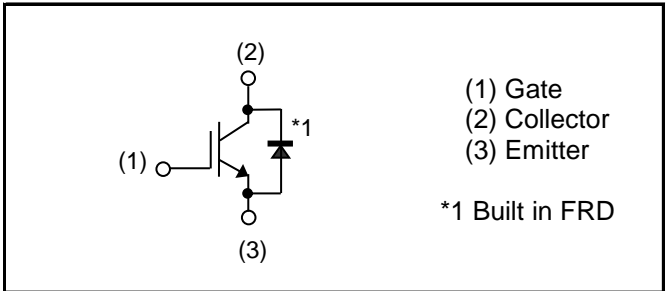 (2)
*1
(1)
(3)
(1) Gate
(2) Collector
(3) Emitter
*1 Built in FRD